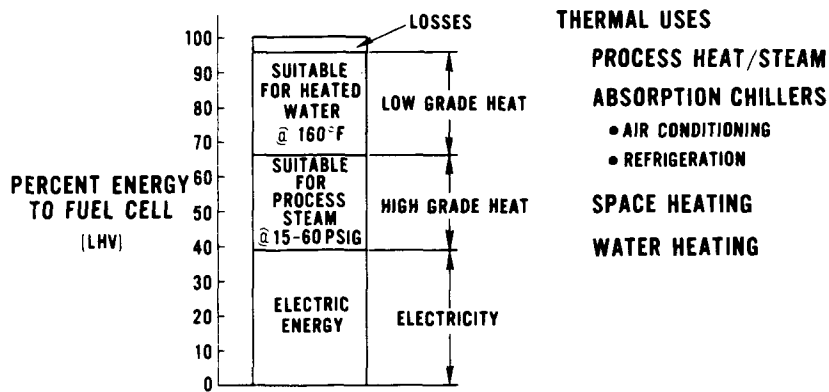 LOSSES
100
90
80
70
60
50
40
30
20
10
0
PERCENT ENERGY
TO FUEL CELL
(LHV)
SUITABLE
FOR HEATED
WATER
@ 160°F
SUITABLE
FOR
PROCESS
STEAM
@ 15-60 PSIG
ELECTRIC
ENERGY
LOW GRADE HEAT
HIGH GRADE HEAT
ELECTRICITY
THERMAL USES
PROCESS HEAT/STEAM
ABSORPTION CHILLERS
• AIR CONDITIONING
• REFRIGERATION
SPACE HEATING
WATER HEATING